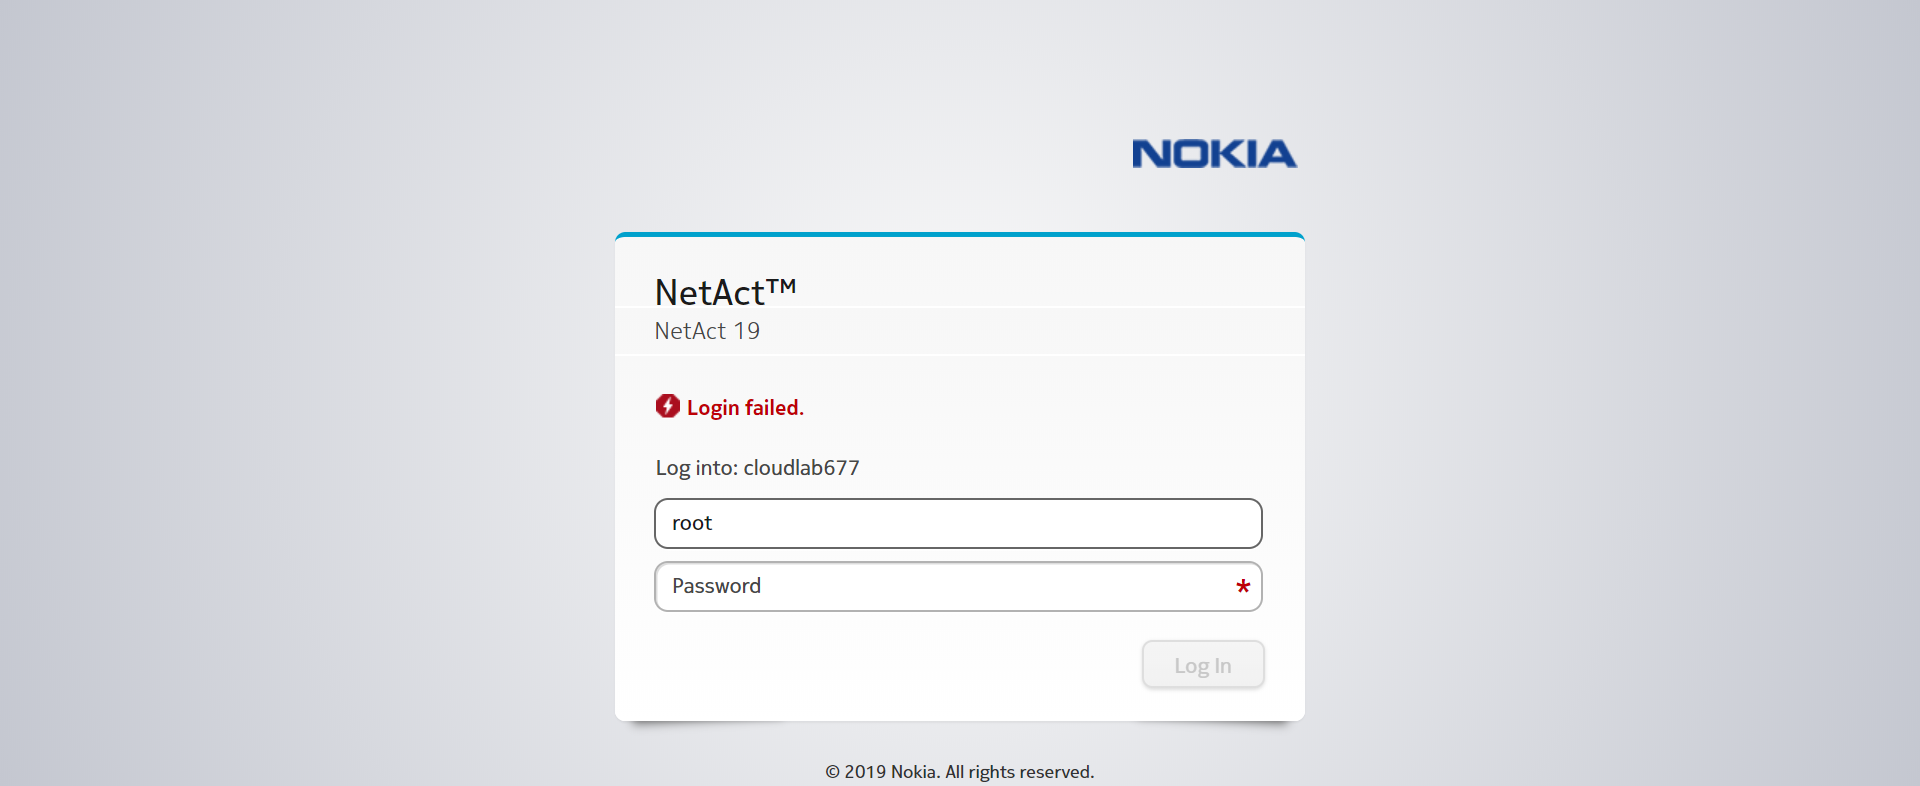 NOKIA
NetAct™
NetAct 19
Login failed.
Log into: cloudlab677
root
Password *
Log In
© 2019 Nokia. All rights reserved.